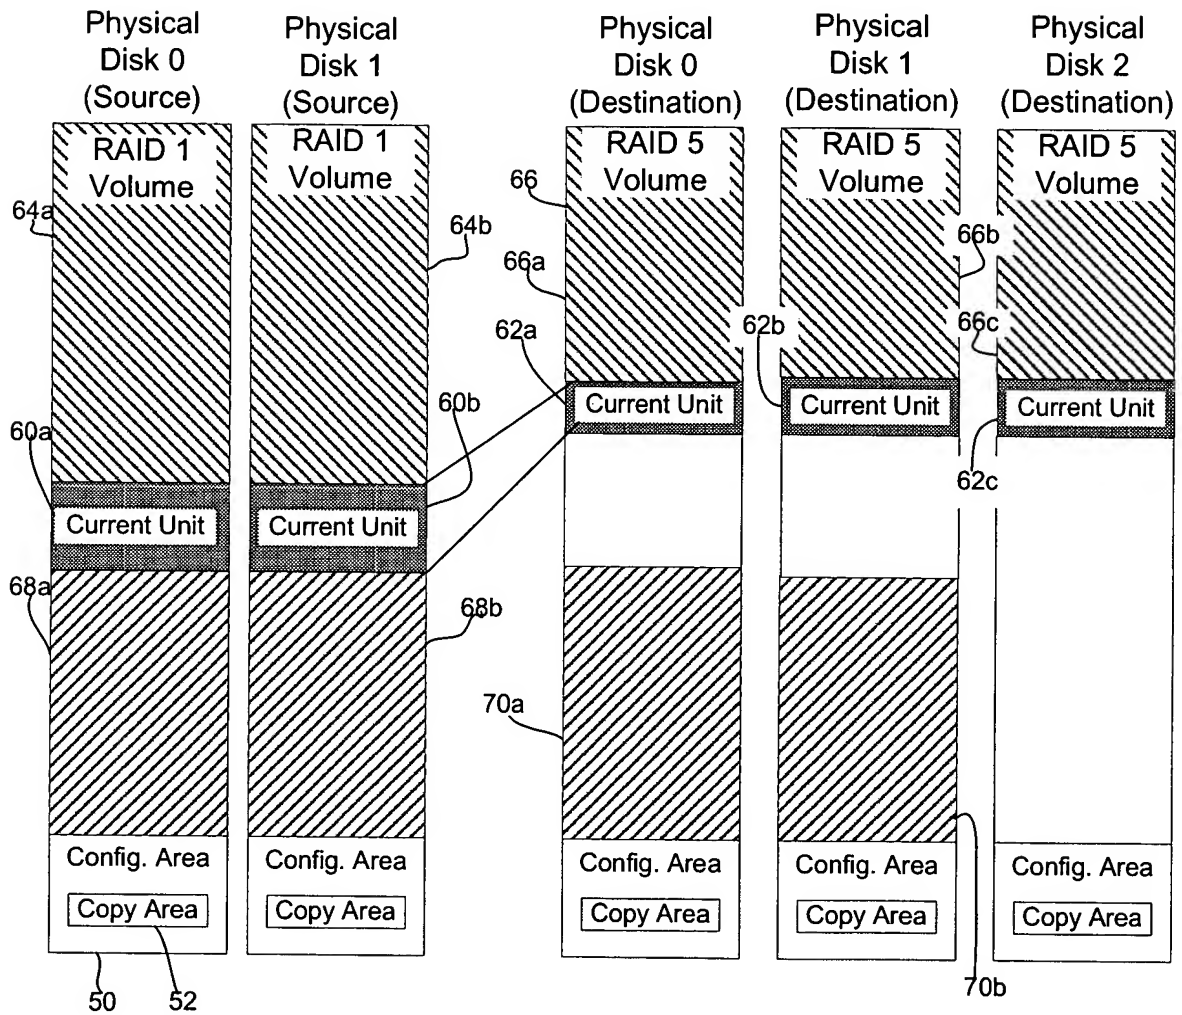 Physical
Disk 0
(Source)
Physical
Disk 1
(Source)
Physical
Disk 0
(Destination)
Physical
Disk 1
(Destination)
Physical
Disk 2
(Destination)
RAID 1
Volume
RAID 1
Volume
RAID 5
Volume
RAID 5
Volume
RAID 5
Volume
64a
64b
66
66a
66b
66c
62a
62b
60a
60b
Current Unit
Current Unit
Current Unit
62c
Current Unit
Current Unit
68a
68b
70a
Config. Area
Config. Area
Config. Area
Config. Area
Config. Area
Copy Area
Copy Area
Copy Area
Copy Area
Copy Area
50
52
70b